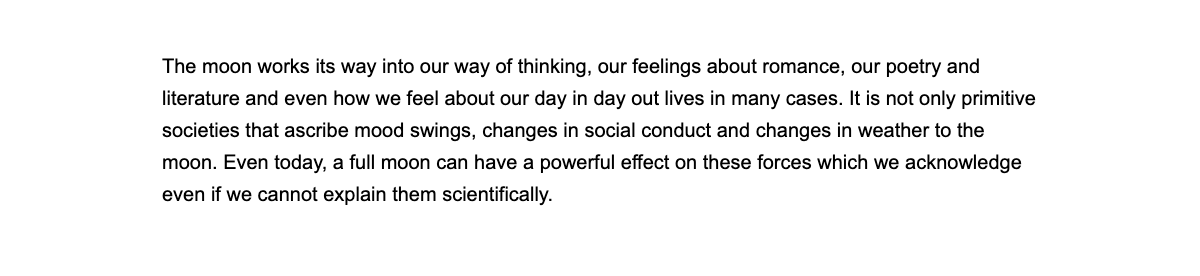 The moon works its way into our way of thinking, our feelings about romance, our poetry and
literature and even how we feel about our day in day out lives in many cases. It is not only primitive
societies that ascribe mood swings, changes in social conduct and changes in weather to the
moon. Even today, a full moon can have a powerful effect on these forces which we acknowledge
even if we cannot explain them scientifically.